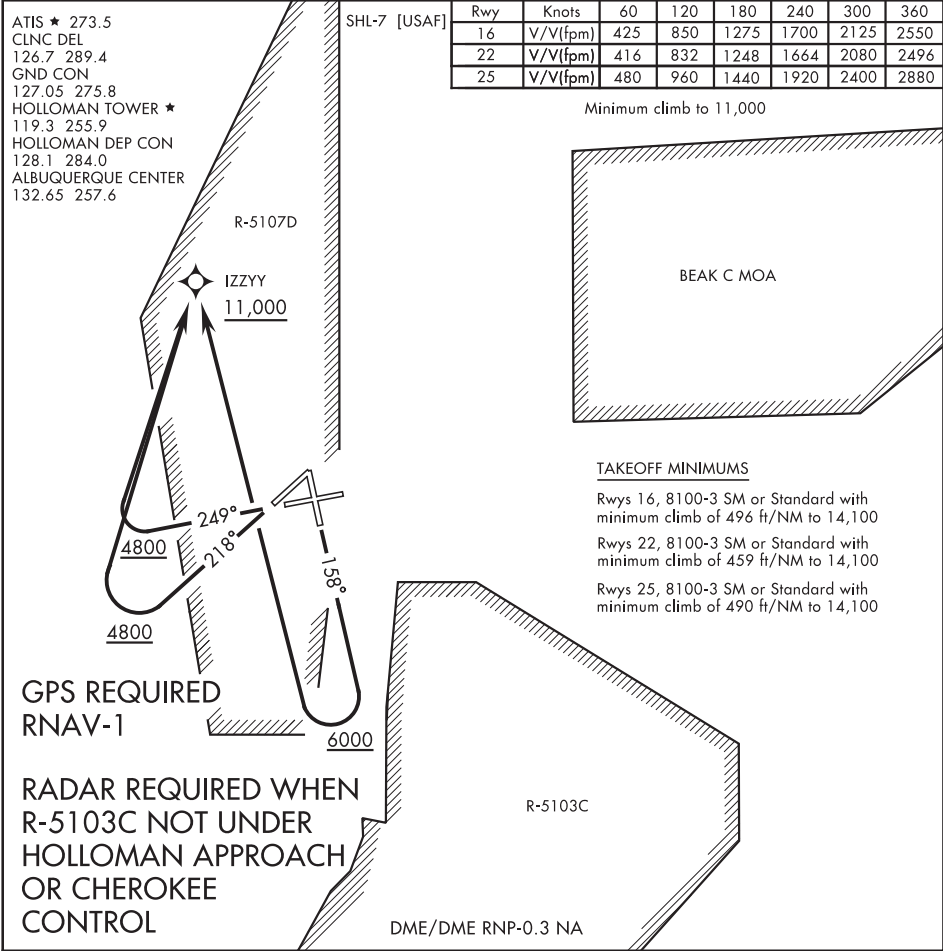 ATIS ★ 273.5
CLNC DEL
126.7 289.4
GND CON
127.05 275.8
HOLLOMAN TOWER ★
119.3 255.9
HOLLOMAN DEP CON
128.1 284.0
ALBUQUERQUE CENTER
132.65 257.6
SHL-7 [USAF]
Rwy Knots 60 120 180 240 300 360
16 V/V(fpm) 425 850 1275 1700 2125 2550
22 V/V(fpm) 416 832 1248 1664 2080 2496
25 V/V(fpm) 480 960 1440 1920 2400 2880
Minimum climb to 11,000
R-5107D
IZZYY
11,000
BEAK C MOA
TAKEOFF MINIMUMS
Rwys 16, 8100-3 SM or Standard with
minimum climb of 496 ft/NM to 14,100
Rwys 22, 8100-3 SM or Standard with
minimum climb of 459 ft/NM to 14,100
Rwys 25, 8100-3 SM or Standard with
minimum climb of 490 ft/NM to 14,100
249°
4800
218°
158°
4800
GPS REQUIRED
RNAV-1
6000
RADAR REQUIRED WHEN
R-5103C NOT UNDER
HOLLOMAN APPROACH
OR CHEROKEE
CONTROL
R-5103C
DME/DME RNP-0.3 NA